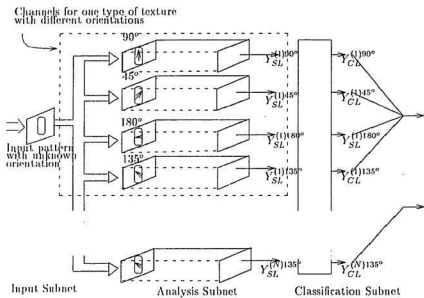 Channels for one type of texture
with different orientations
90°
Y_SL^(1)90°
Y_CL^(1)90°
45°
Y_SL^(1)45°
Y_CL^(1)45°
180°
Y_SL^(1)180°
Y_CL^(1)180°
Input pattern
with unknown
orientation
135°
Y_SL^(1)135°
Y_CL^(1)135°
Y_SL^(N)135°
Y_CL^(N)135°
Input Subnet
Analysis Subnet
Classification Subnet